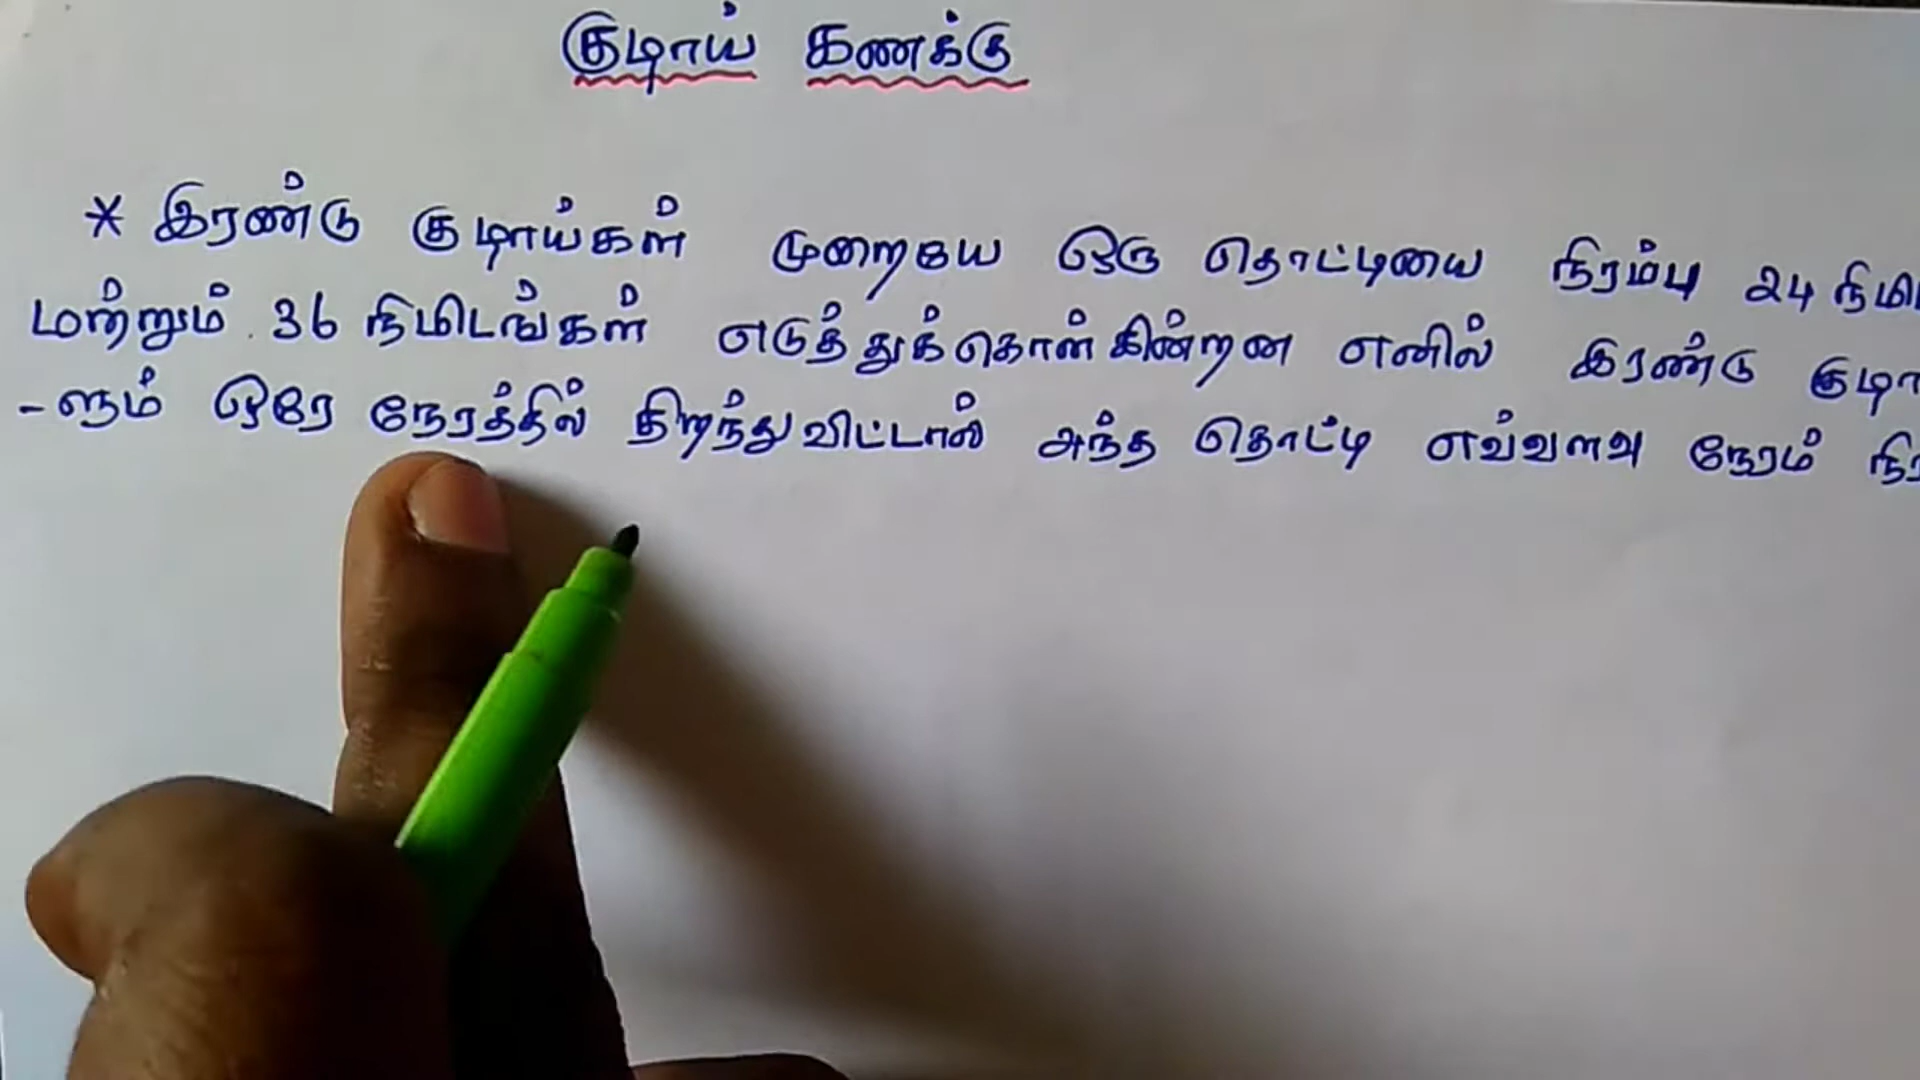 குழாய் கணக்கு
* இரண்டு குழாய்கள் முறையே ஒரு தொட்டியை நிரம்பு 24
மற்றும் 36 நிமிடங்கள் எடுத்துக்கொள்கின்றன எனில் இரண்டு
-ளும் ஒரே நேரத்தில் திறந்துவிட்டால் அந்த தொட்டி எவ்வளவு நேரம்